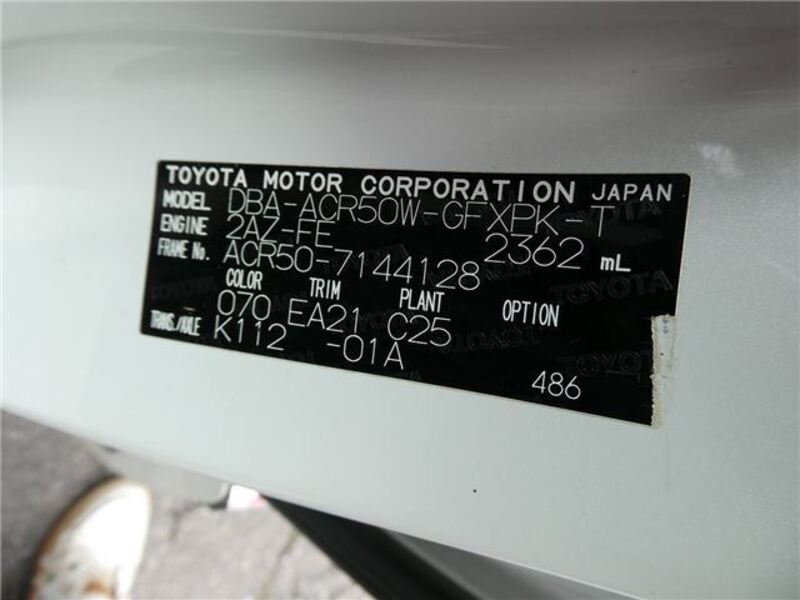 TOYOTA MOTOR CORPORATION JAPAN
MODEL DBA-ACR50W-GFXPK-T
ENGINE 2AZ-FE 2362 mL
FRAME No. ACR50-7144128
COLOR TRIM PLANT OPTION
070 EA21 C25
TRANS./AXLE K112 -01A
486